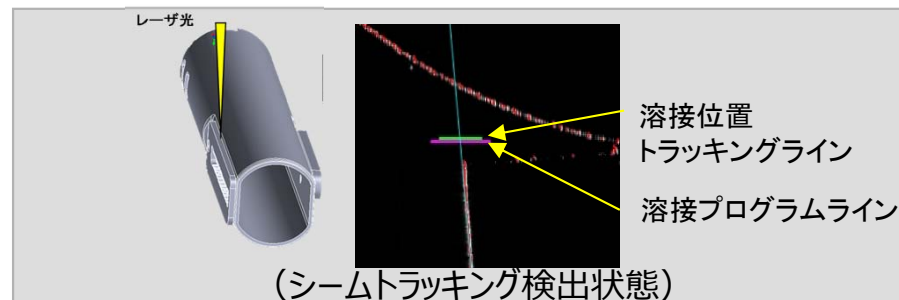 レーザ光
溶接位置
トラッキングライン
溶接プログラムライン
（シームトラッキング検出状態）